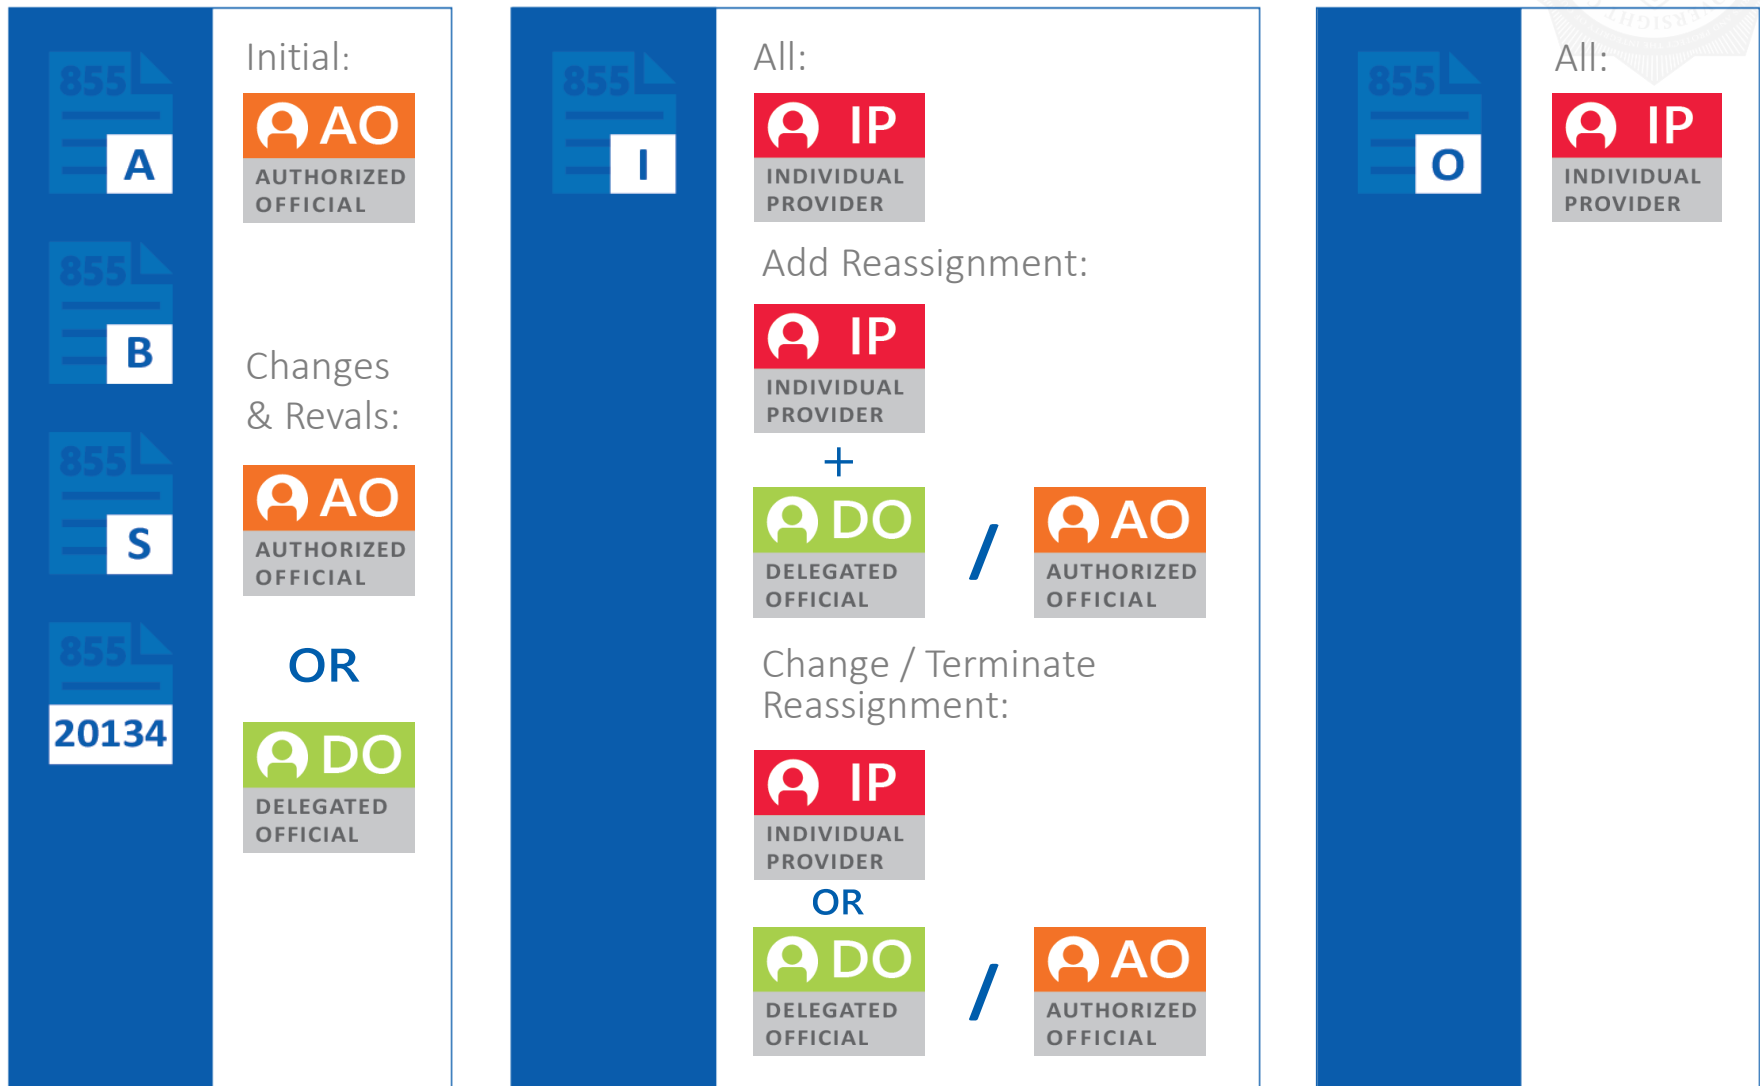 855
A
855
B
855
S
855
20134
Initial:
AO
AUTHORIZED
OFFICIAL
Changes
& Revals:
AO
AUTHORIZED
OFFICIAL
OR
DO
DELEGATED
OFFICIAL
855
I
All:
IP
INDIVIDUAL
PROVIDER
Add Reassignment:
IP
INDIVIDUAL
PROVIDER
+
DO
DELEGATED
OFFICIAL
/
AO
AUTHORIZED
OFFICIAL
Change / Terminate
Reassignment:
IP
INDIVIDUAL
PROVIDER
OR
DO
DELEGATED
OFFICIAL
/
AO
AUTHORIZED
OFFICIAL
855
O
All:
IP
INDIVIDUAL
PROVIDER